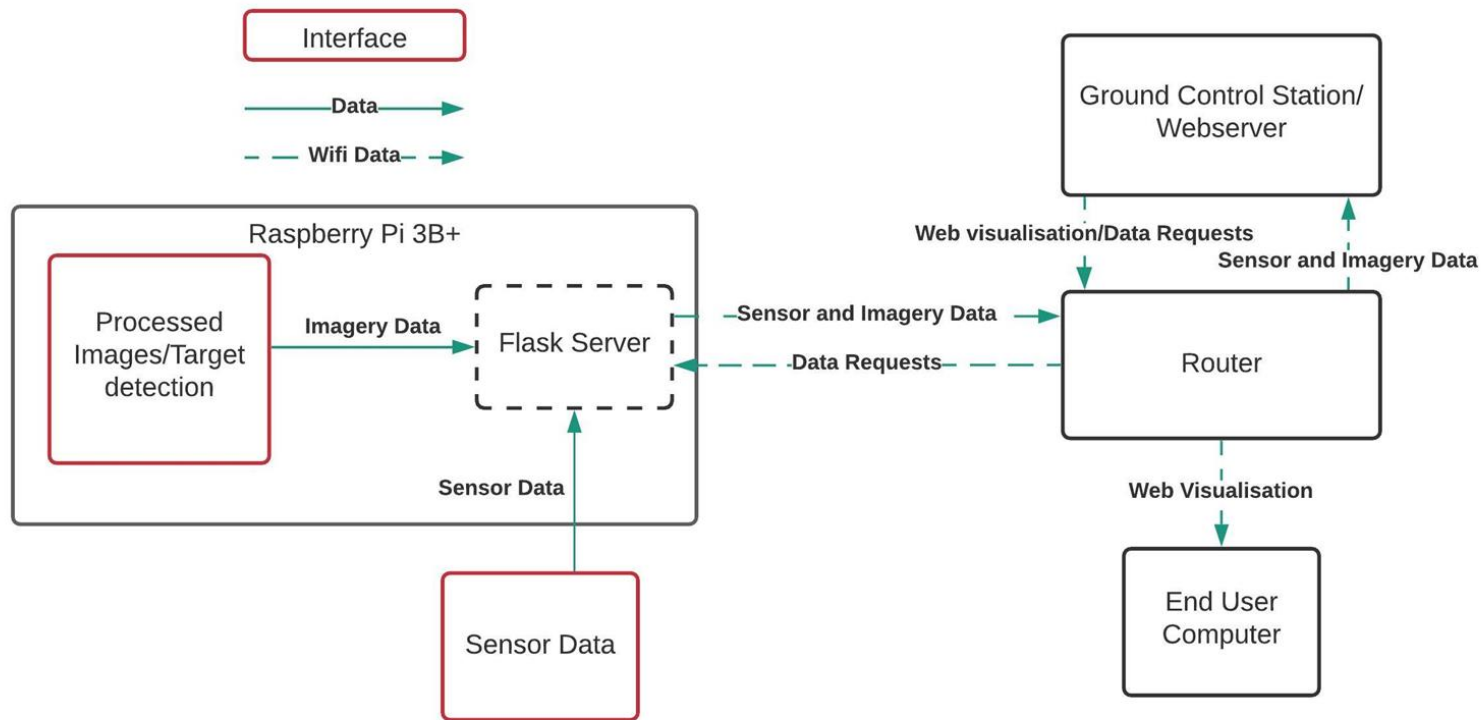 Interface
Data
Wifi Data
Raspberry Pi 3B+
Processed
Images/Target
detection
Imagery Data
Flask Server
Sensor Data
Sensor Data
Sensor and Imagery Data
Data Requests
Ground Control Station/
Webserver
Web visualisation/Data Requests
Sensor and Imagery Data
Router
Web Visualisation
End User
Computer